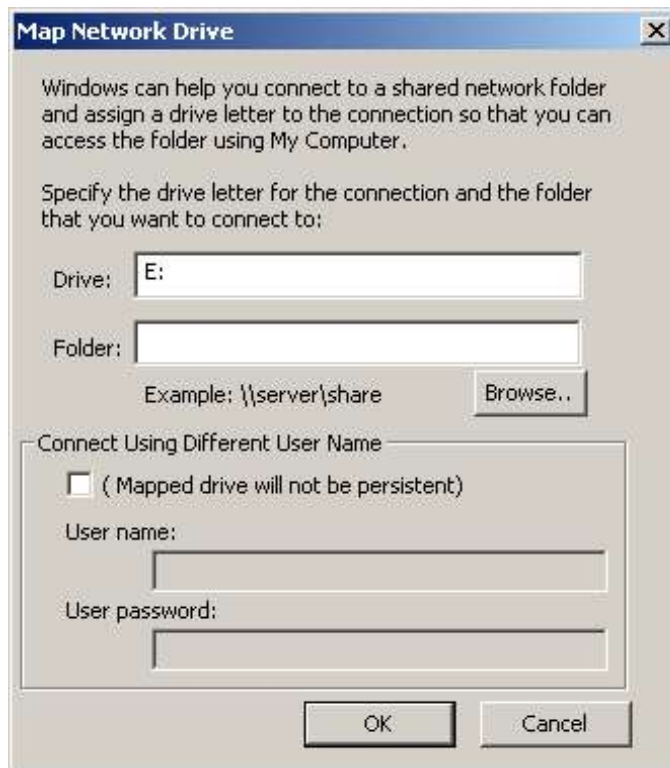 Map Network Drive
Windows can help you connect to a shared network folder
and assign a drive letter to the connection so that you can
access the folder using My Computer.
Specify the drive letter for the connection and the folder
that you want to connect to:
Drive: E:
Folder:
Example: \\server\share Browse..
Connect Using Different User Name
( Mapped drive will not be persistent)
User name:
User password:
OK Cancel